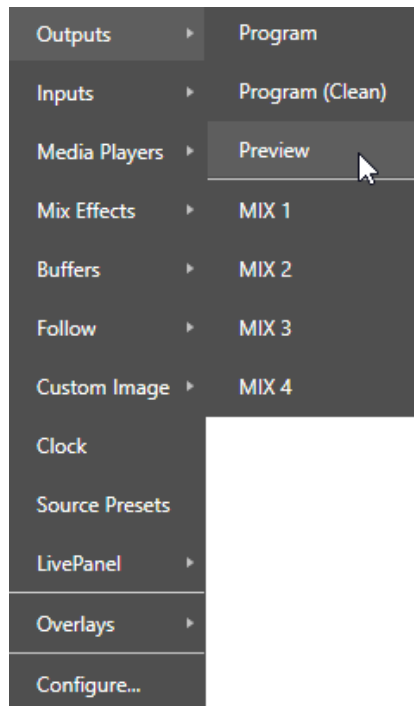 Outputs
Inputs
Media Players
Mix Effects
Buffers
Follow
Custom Image
Clock
Source Presets
LivePanel
Overlays
Configure...
Program
Program (Clean)
Preview
MIX 1
MIX 2
MIX 3
MIX 4